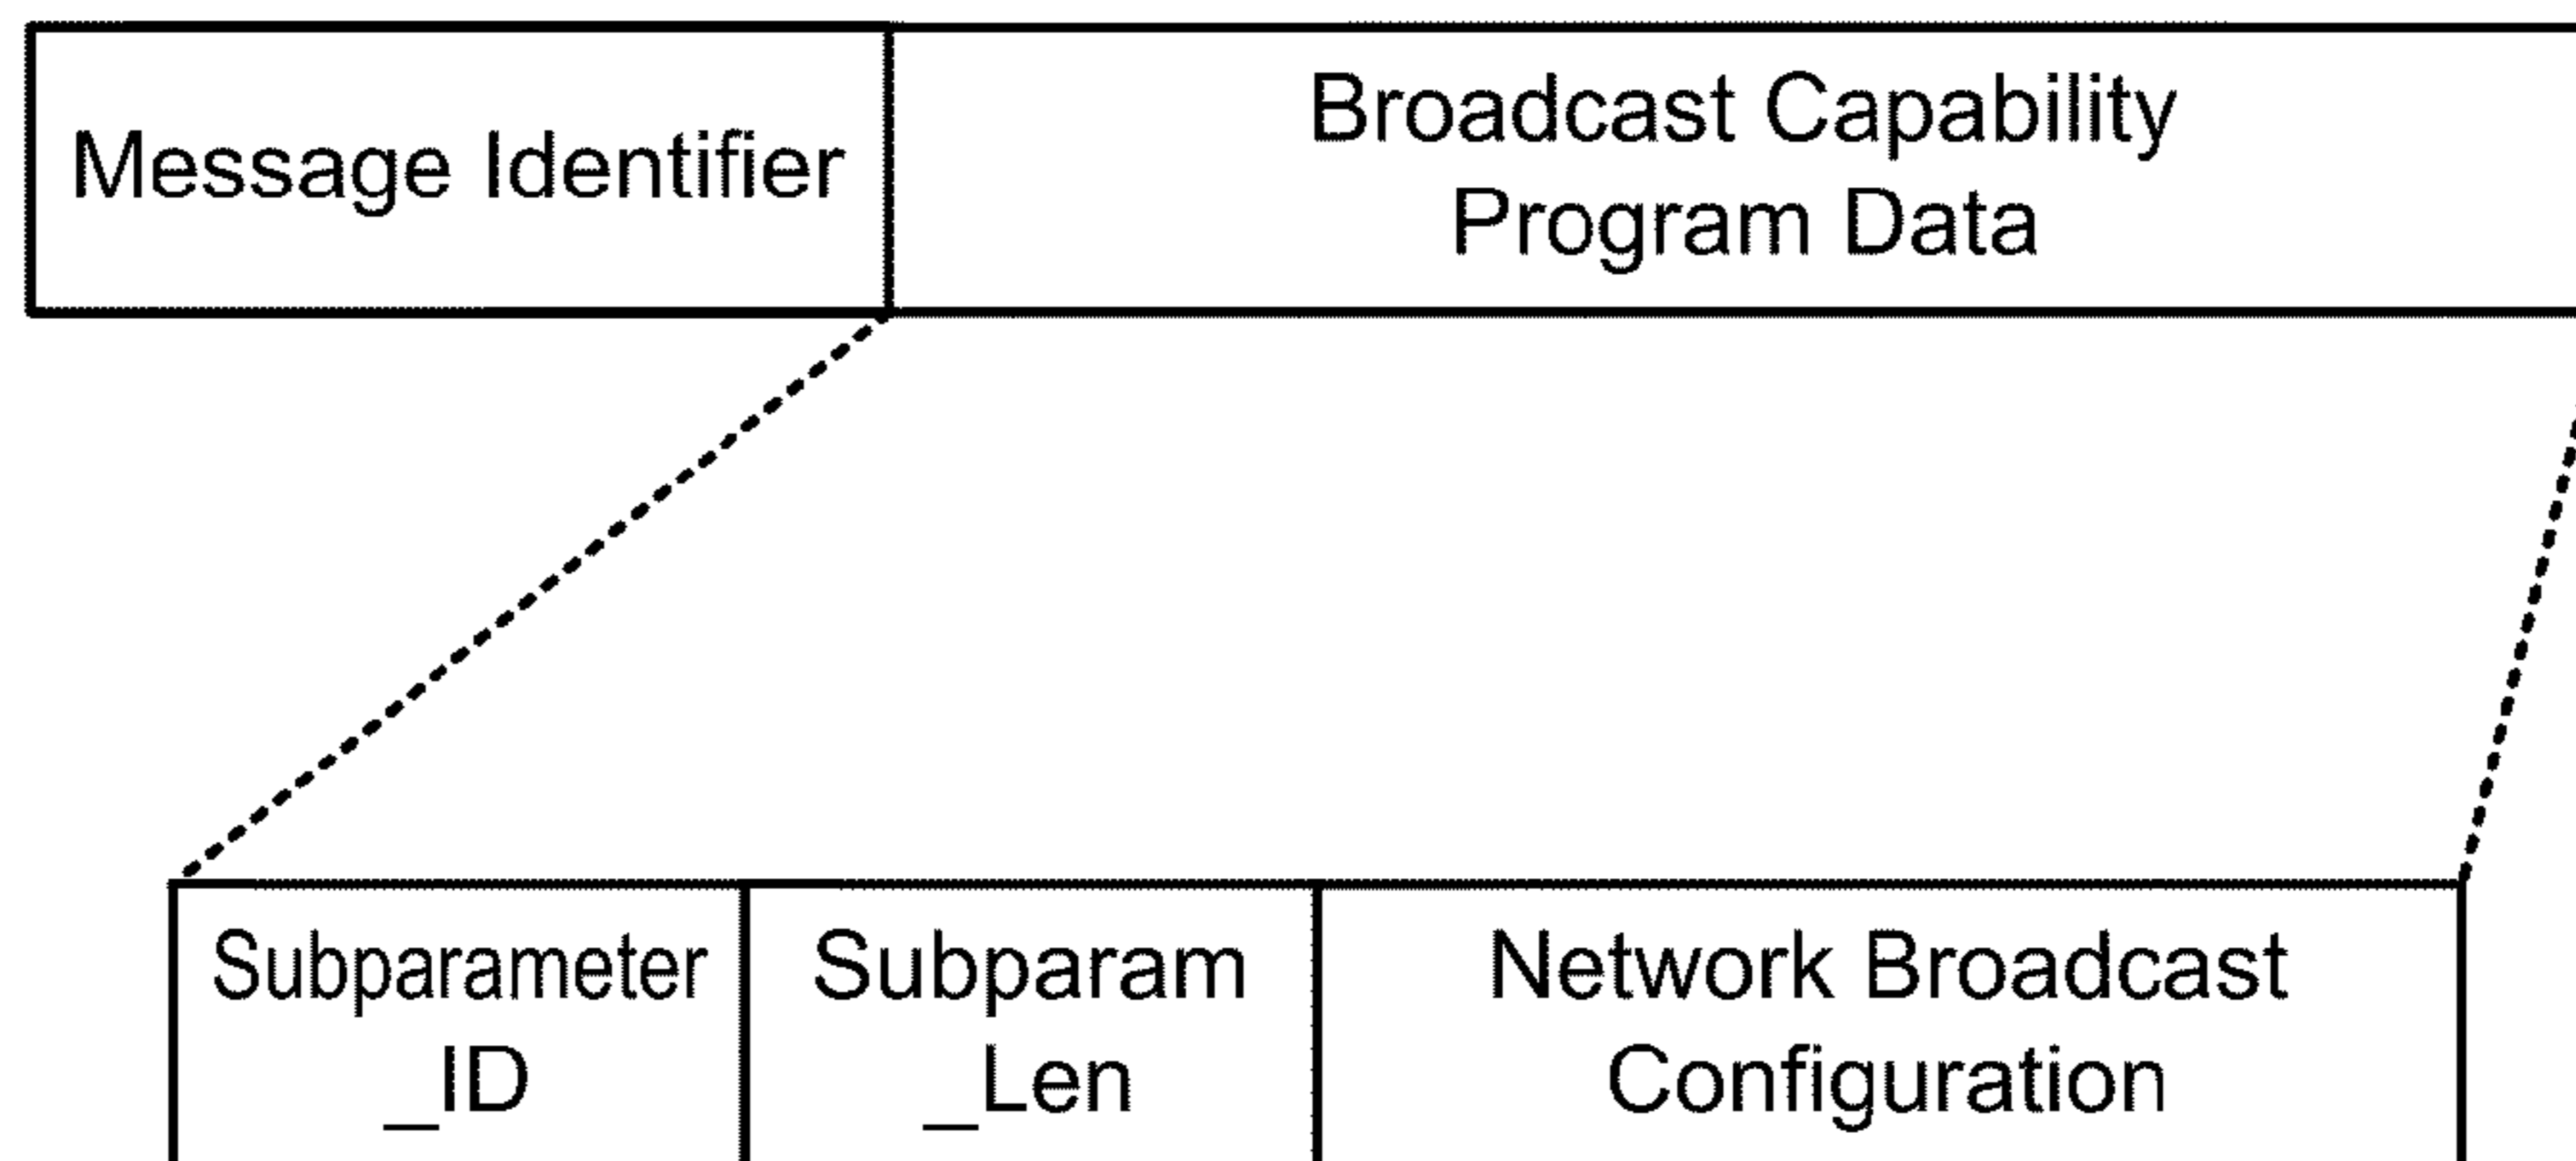 Message Identifier
Broadcast Capability
Program Data
Subparameter
_ID
Subparam
_Len
Network Broadcast
Configuration